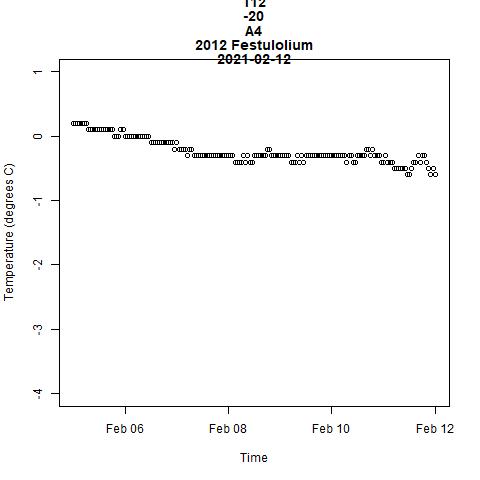 T12
-20
A4
2012 Festulolium
2021-02-12
1
0
-1
-2
-3
-4
Temperature (degrees C)
Feb 06 Feb 08 Feb 10 Feb 12
Time